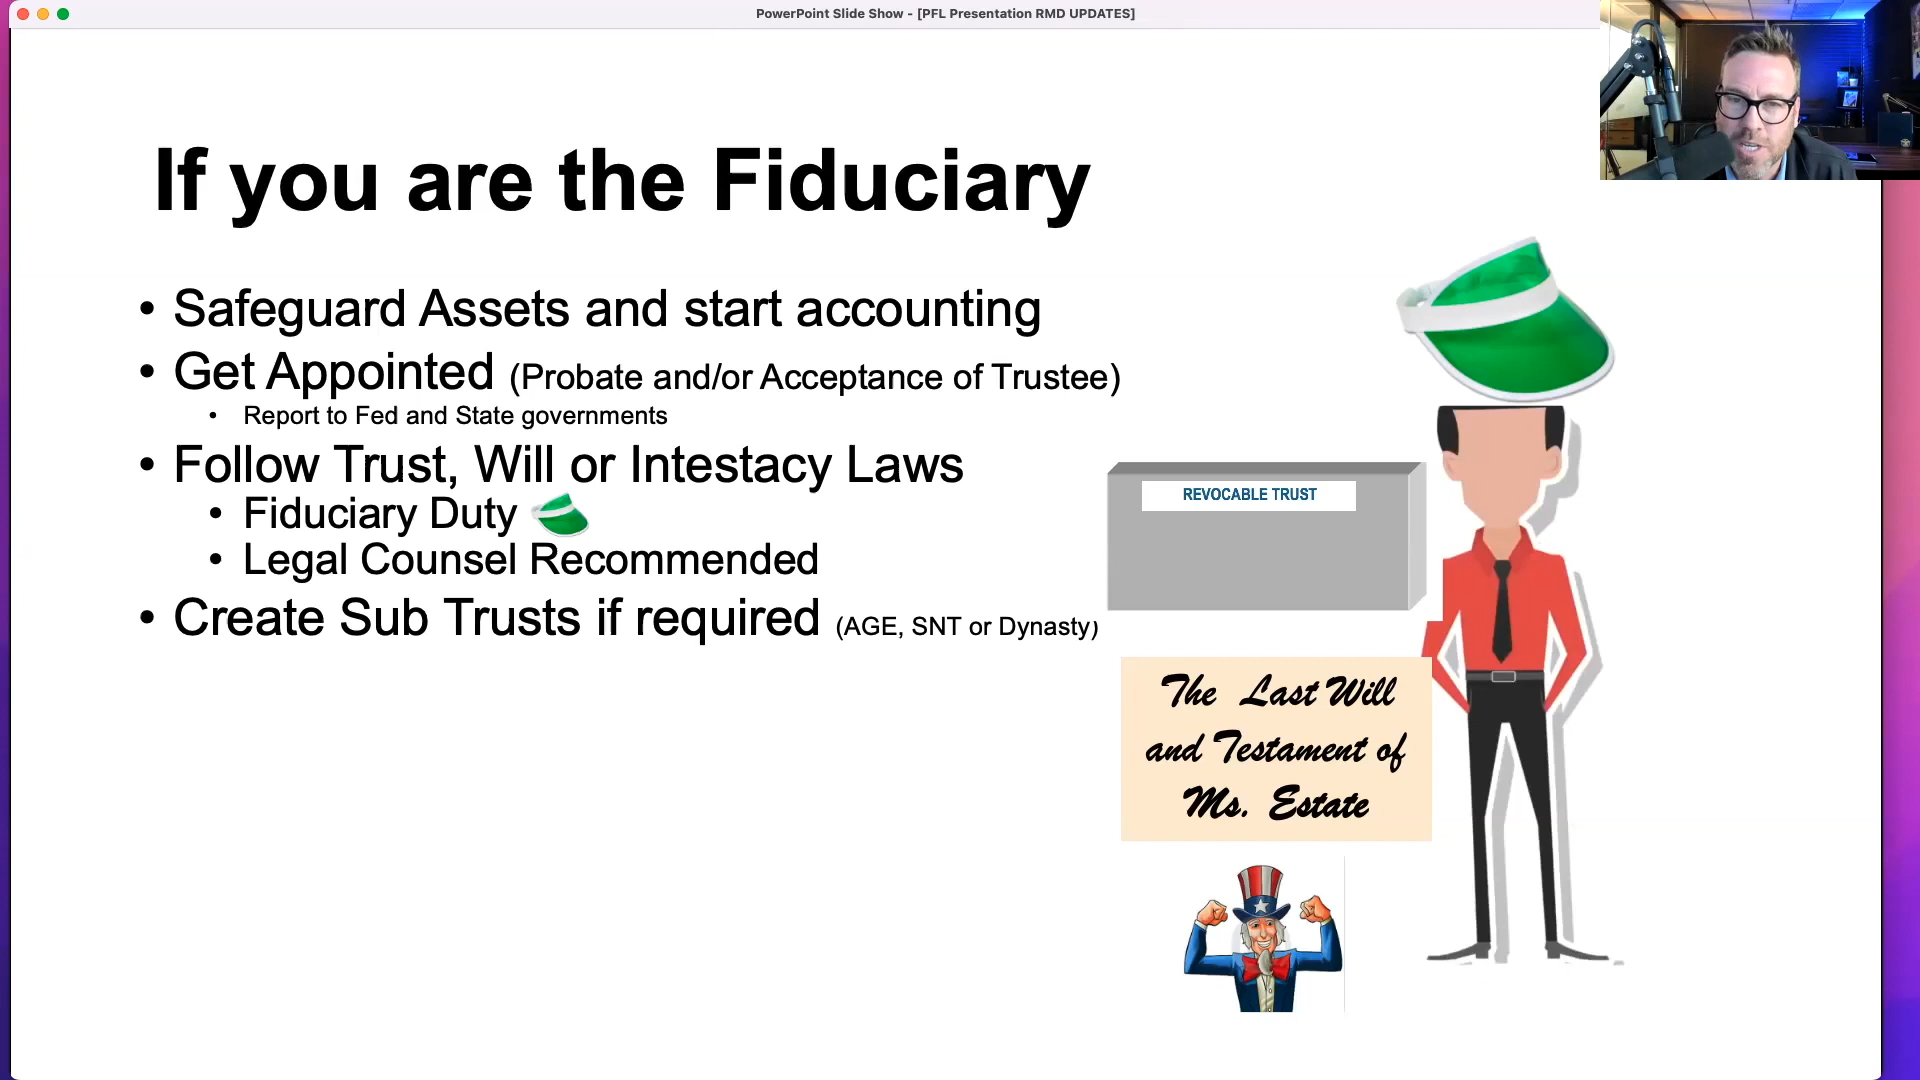 PowerPoint Slide Show - [PFL Presentation RMD UPDATES]
If you are the Fiduciary
• Safeguard Assets and start accounting
• Get Appointed (Probate and/or Acceptance of Trustee)
• Report to Fed and State governments
• Follow Trust, Will or Intestacy Laws
• Fiduciary Duty
• Legal Counsel Recommended
• Create Sub Trusts if required (AGE, SNT or Dynasty)
REVOCABLE TRUST
The Last Will
and Testament of
Ms. Estate